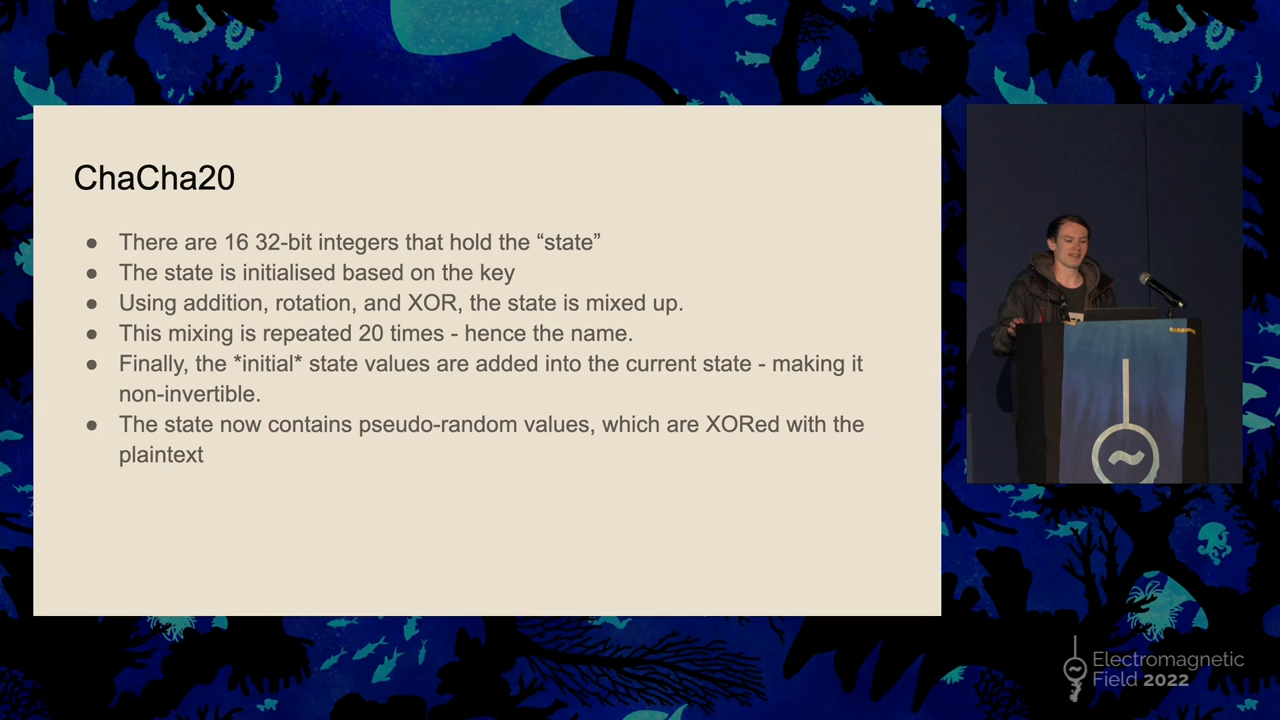 ChaCha20
● There are 16 32-bit integers that hold the “state”
● The state is initialised based on the key
● Using addition, rotation, and XOR, the state is mixed up.
● This mixing is repeated 20 times - hence the name.
● Finally, the *initial* state values are added into the current state - making it
non-invertible.
● The state now contains pseudo-random values, which are XORed with the
plaintext
Electromagnetic
Field 2022